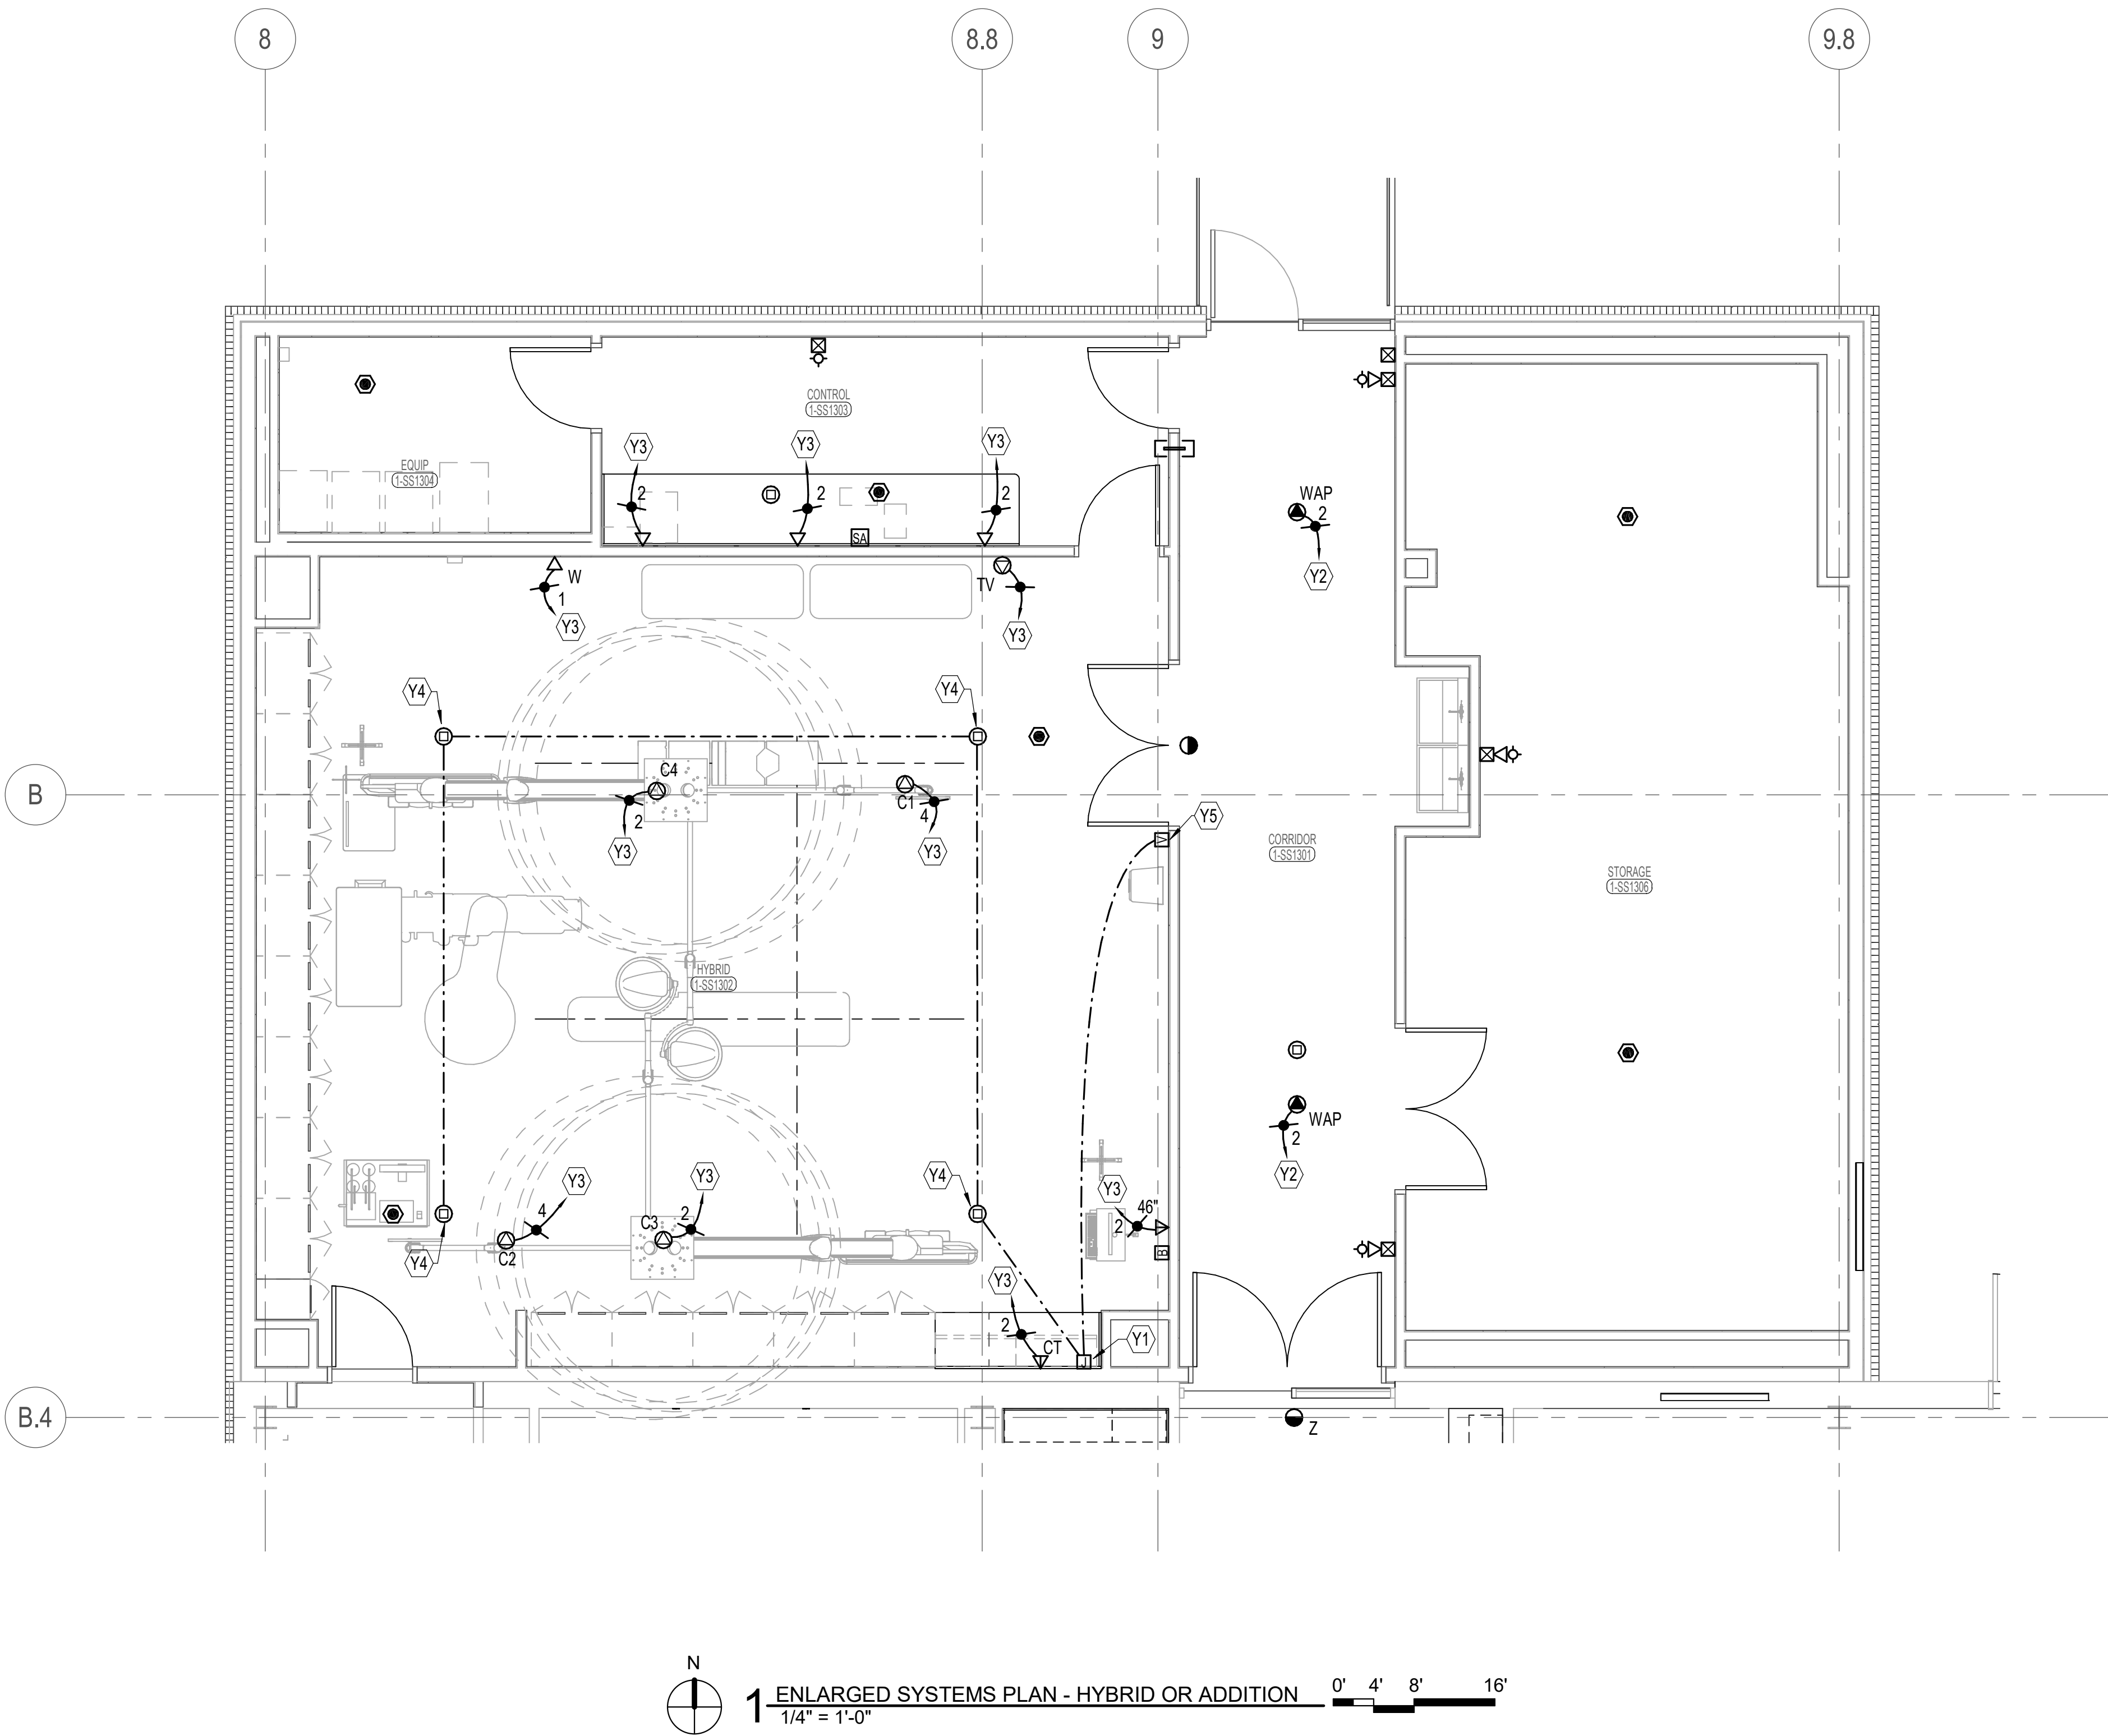 8
8.8
9
9.8
CONTROL
1-SS1303
Y3
Y3
Y3
EQUIP
1-SS1304
2
2
2
SA
WAP
2
Y2
W
1
Y3
TV
Y3
Y4
Y4
C4
2
Y3
C1
4
Y3
B
V
Y5
CORRIDOR
1-SS1301
STORAGE
1-SS1306
HYBRID
1-SS1302
WAP
2
Y2
Y3
4
C2
Y4
Y3
2
C3
Y4
Y3
46"
2
B
Y3
2
CT
J
Y1
B.4
Z
N
1 ENLARGED SYSTEMS PLAN - HYBRID OR ADDITION
1/4" = 1'-0"
0' 4' 8' 16'